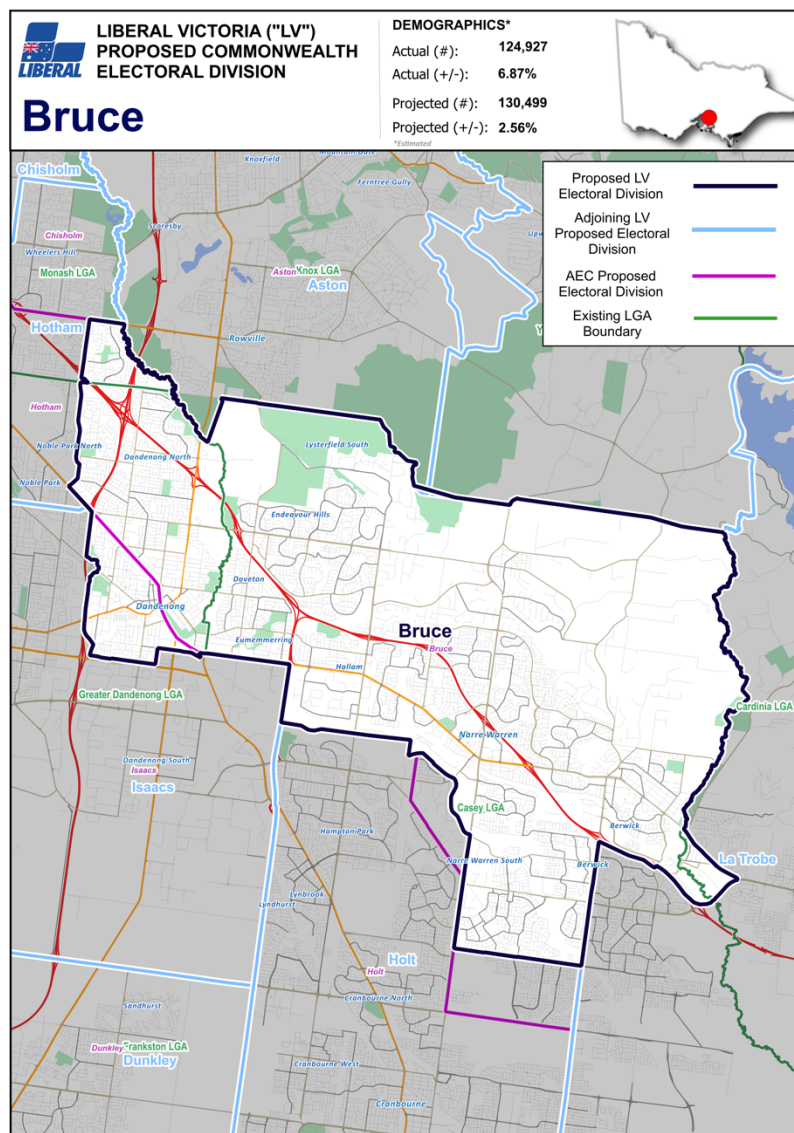 LIBERAL
LIBERAL VICTORIA ("LV")
PROPOSED COMMONWEALTH
ELECTORAL DIVISION
Bruce
DEMOGRAPHICS*
Actual (#): 124,927
Actual (+/-): 6.87%
Projected (#): 130,499
Projected (+/-): 2.56%
*Estimated
Proposed LV
Electoral Division
Adjoining LV
Proposed Electoral
Division
AEC Proposed
Electoral Division
Existing LGA
Boundary
Knoxfield
Ferntree Gully
Chisholm
Scoresby
Chisholm
Wheelers Hill
Monash LGA
Aston
Knox LGA
Aston
Hotham
Rowville
Hotham
Noble Park North
Dandenong North
Lysterfield South
Noble Park
Endeavour Hills
Doveton
Dandenong
Eumemmerring
Bruce
Bruce
Hallam
Greater Dandenong LGA
Cardinia LGA
Narre Warren
Dandenong South
Isaacs
Isaacs
Casey LGA
Hampton Park
Berwick
Narre Warren South
Berwick
La Trobe
Lynbrook
Lyndhurst
Holt
Holt
Cranbourne North
Sandhurst
Dunkley
Frankston LGA
Dunkley
Cranbourne West
Cranbourne